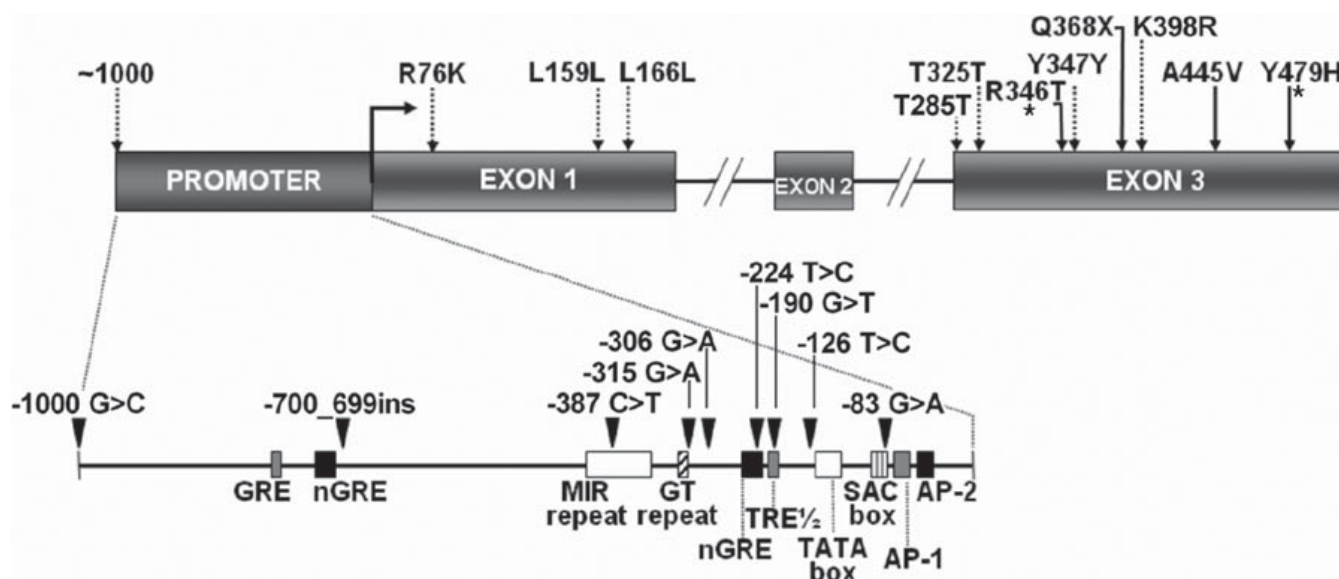 Q368X K398R
~1000 R76K L159L L166L T325T Y347Y A445V Y479H
T285T R346T * *
PROMOTER EXON 1 EXON 2 EXON 3
-224 T>C
-190 G>T
-306 G>A -126 T>C
-315 G>A
-1000 G>C -700_699ins -387 C>T -83 G>A
GRE nGRE MIR GT SAC AP-2
repeat repeat TRE½ box
nGRE TATA AP-1
box